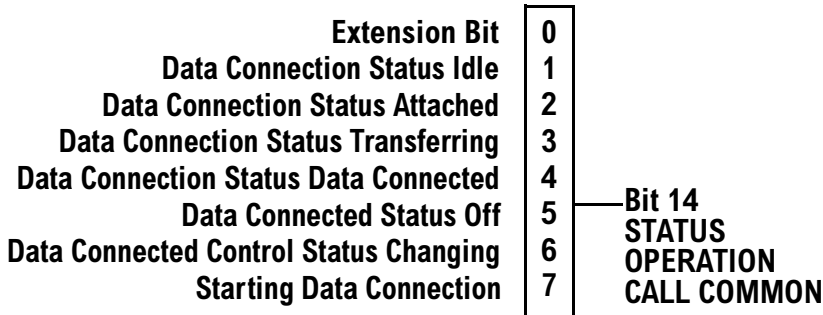 Extension Bit 0
Data Connection Status Idle 1
Data Connection Status Attached 2
Data Connection Status Transferring 3
Data Connection Status Data Connected 4
Data Connected Status Off 5
Data Connected Control Status Changing 6
Starting Data Connection 7
Bit 14
STATUS
OPERATION
CALL COMMON